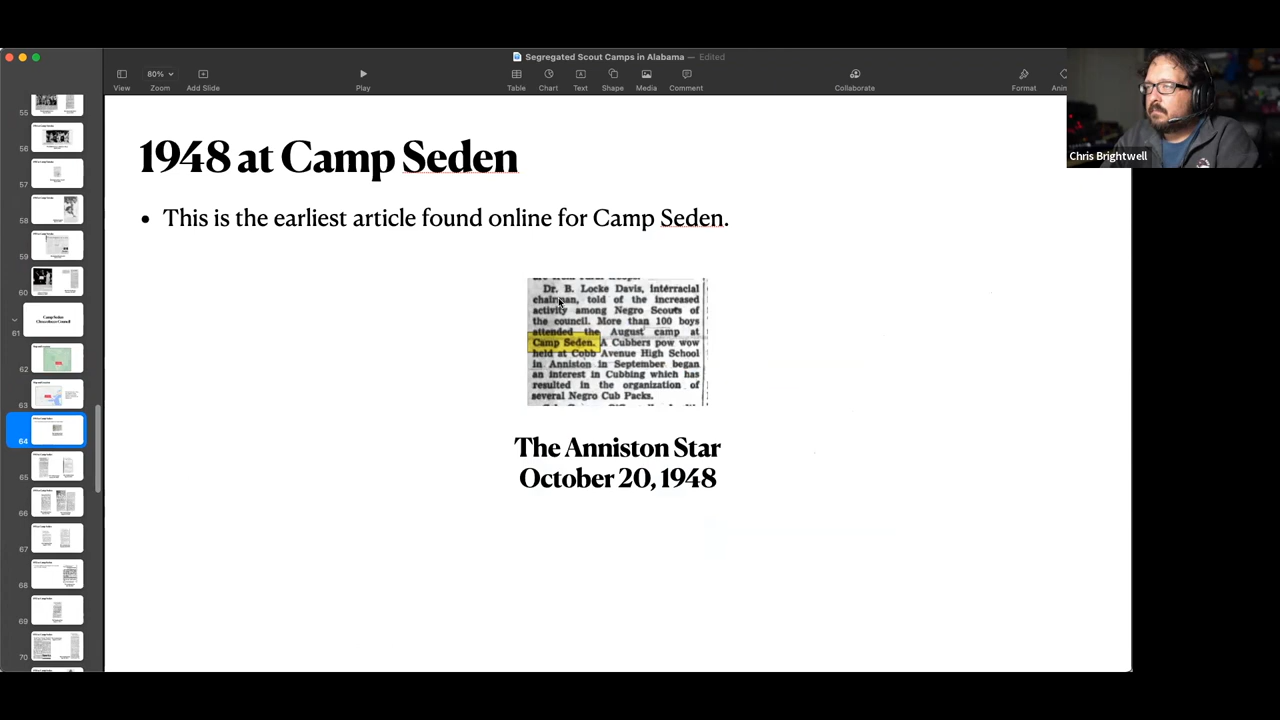 Segregated Scout Camps in Alabama — Edited
80%
View
Zoom
Add Slide
Play
Table
Chart
Text
Shape
Media
Comment
Collaborate
Format
Chris Brightwell
1948 at Camp Seden
• This is the earliest article found online for Camp Seden.
Dr. B. Locke Davis, interracial
chairman, told of the increased
activity among Negro Scouts of
the council. More than 100 boys
attended the August camp at
Camp Seden. A Cubbers pow wow
held at Cobb Avenue High School
in Anniston in September began
an interest in Cubbing which has
resulted in the organization of
several Negro Cub Packs.
The Anniston Star
October 20, 1948
55
56
57
58
59
60
61
62
63
64
65
66
67
68
69
70